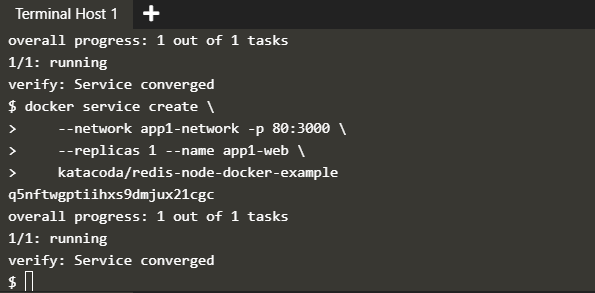 Terminal Host 1 +
overall progress: 1 out of 1 tasks
1/1: running
verify: Service converged
$ docker service create \
>     --network app1-network -p 80:3000 \
>     --replicas 1 --name app1-web \
>     katacoda/redis-node-docker-example
q5nftwgptiihxs9dmjux21cgc
overall progress: 1 out of 1 tasks
1/1: running
verify: Service converged
$